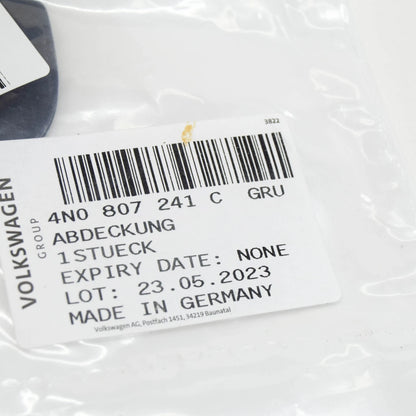 3822
VOLKSWAGEN
GROUP
4N0 807 241 C GRU
ABDECKUNG
1STUECK
EXPIRY DATE: NONE
LOT: 23.05.2023
MADE IN GERMANY
Volkswagen AG, Postfach 1451, 34219 Baunatal